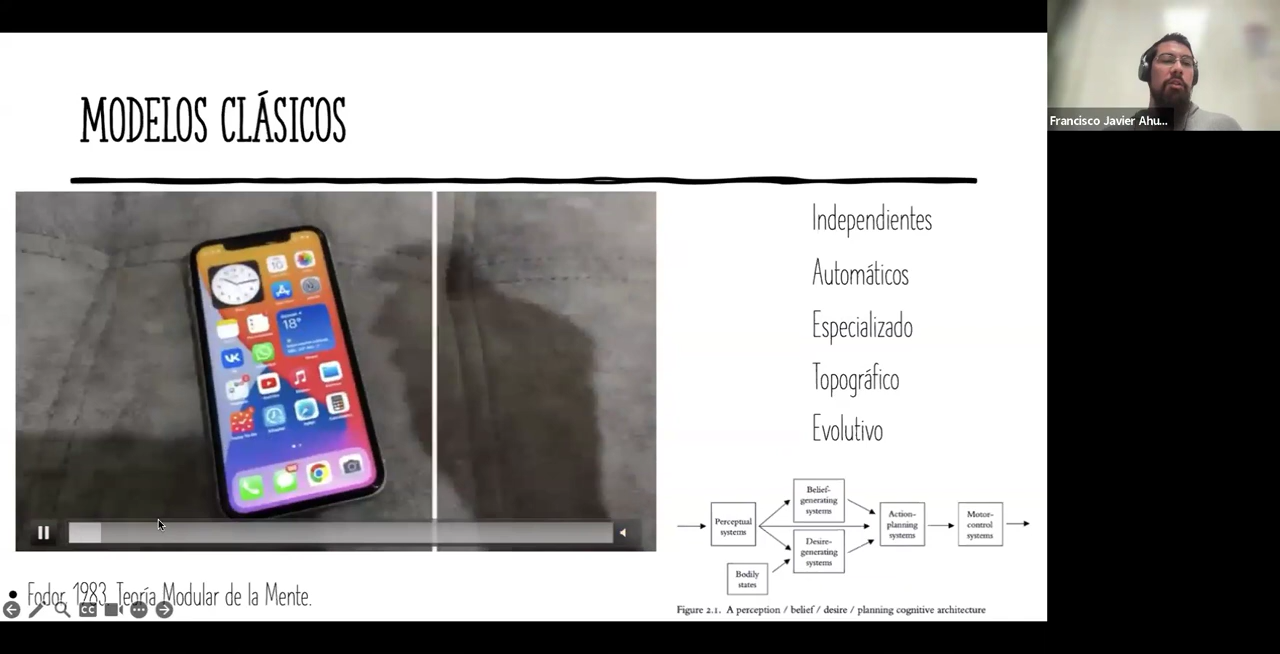 MODELOS CLÁSICOS
Francisco Javier Ahu...
Independientes
Automáticos
Especializado
Topográfico
Evolutivo
18°
Perceptual
systems
Belief-
generating
systems
Desire-
generating
systems
Bodily
states
Action-
planning
systems
Motor-
control
systems
Figure 2.1. A perception / belief / desire / planning cognitive architecture
Fodor, 1983. Teoría Modular de la Mente.
CC